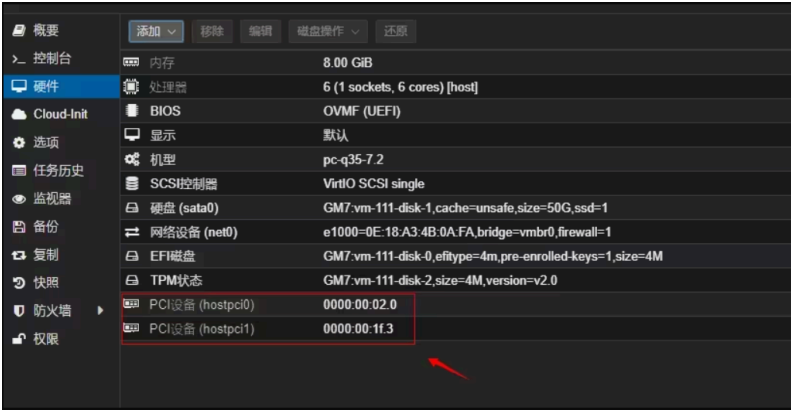 概要
控制台
硬件
Cloud-Init
选项
任务历史
监视器
备份
复制
快照
防火墙
权限
添加 移除 编辑 磁盘操作 还原
内存 8.00 GiB
处理器 6 (1 sockets, 6 cores) [host]
BIOS OVMF (UEFI)
显示 默认
机型 pc-q35-7.2
SCSI控制器 VirtIO SCSI single
硬盘 (sata0) GM7:vm-111-disk-1,cache=unsafe,size=50G,ssd=1
网络设备 (net0) e1000=0E:18:A3:4B:0A:FA,bridge=vmbr0,firewall=1
EFI磁盘 GM7:vm-111-disk-0,efitype=4m,pre-enrolled-keys=1,size=4M
TPM状态 GM7:vm-111-disk-2,size=4M,version=v2.0
PCI设备 (hostpci0) 0000:00:02.0
PCI设备 (hostpci1) 0000:00:1f.3